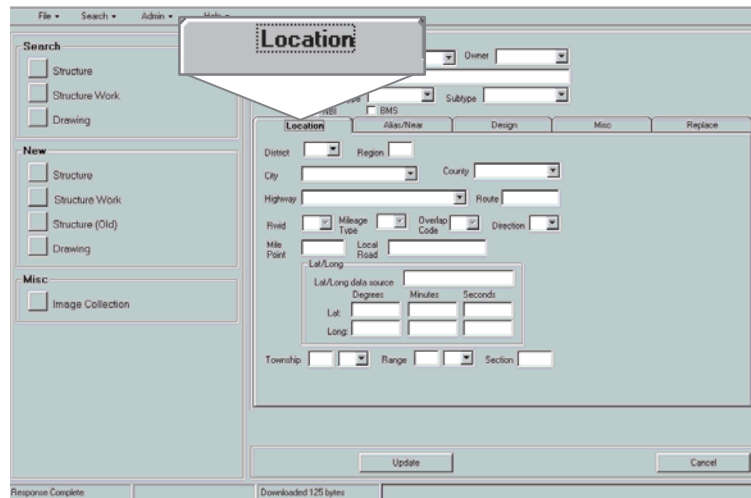 File Search Admin
Location
Search
Structure
Structure Work
Drawing
Owner
Subtype
NBI BMS
Location Alias/Near Design Misc Replace
New
Structure
Structure Work
Structure (Old)
Drawing
Misc
Image Collection
District Region
City County
Highway Route
Rwid Mileage Type Overlap Code Direction
Mile Point Local Road
Lat/Long
Lat/Long data source
Degrees Minutes Seconds
Lat:
Long:
Township Range Section
Update Cancel
Response Complete Downloaded 125 bytes